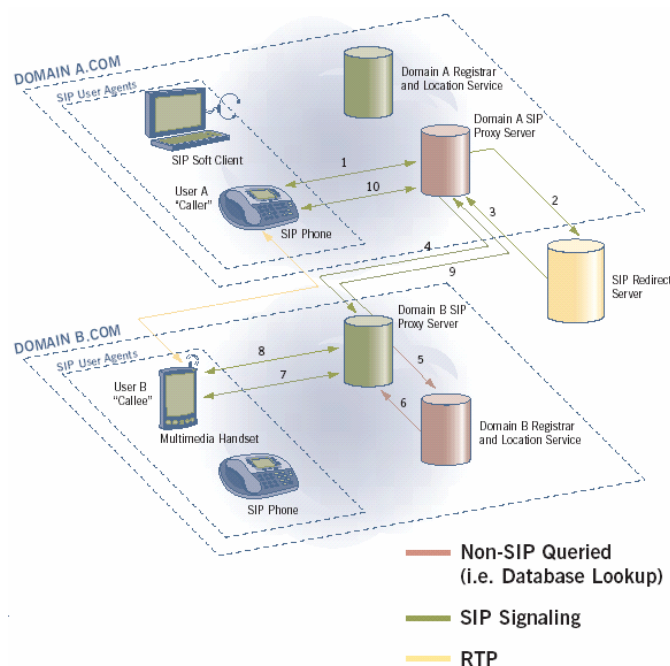 DOMAIN A.COM
SIP User Agents
Domain A Registrar
and Location Service
Domain A SIP
Proxy Server
SIP Soft Client
1
User A
"Caller"
10
2
3
SIP Phone
4
9
SIP Redirect
Server
DOMAIN B.COM
Domain B SIP
Proxy Server
SIP User Agents
8
5
User B
"Callee"
7
6
Multimedia Handset
Domain B Registrar
and Location Service
SIP Phone
Non-SIP Queried
(i.e. Database Lookup)
SIP Signaling
RTP